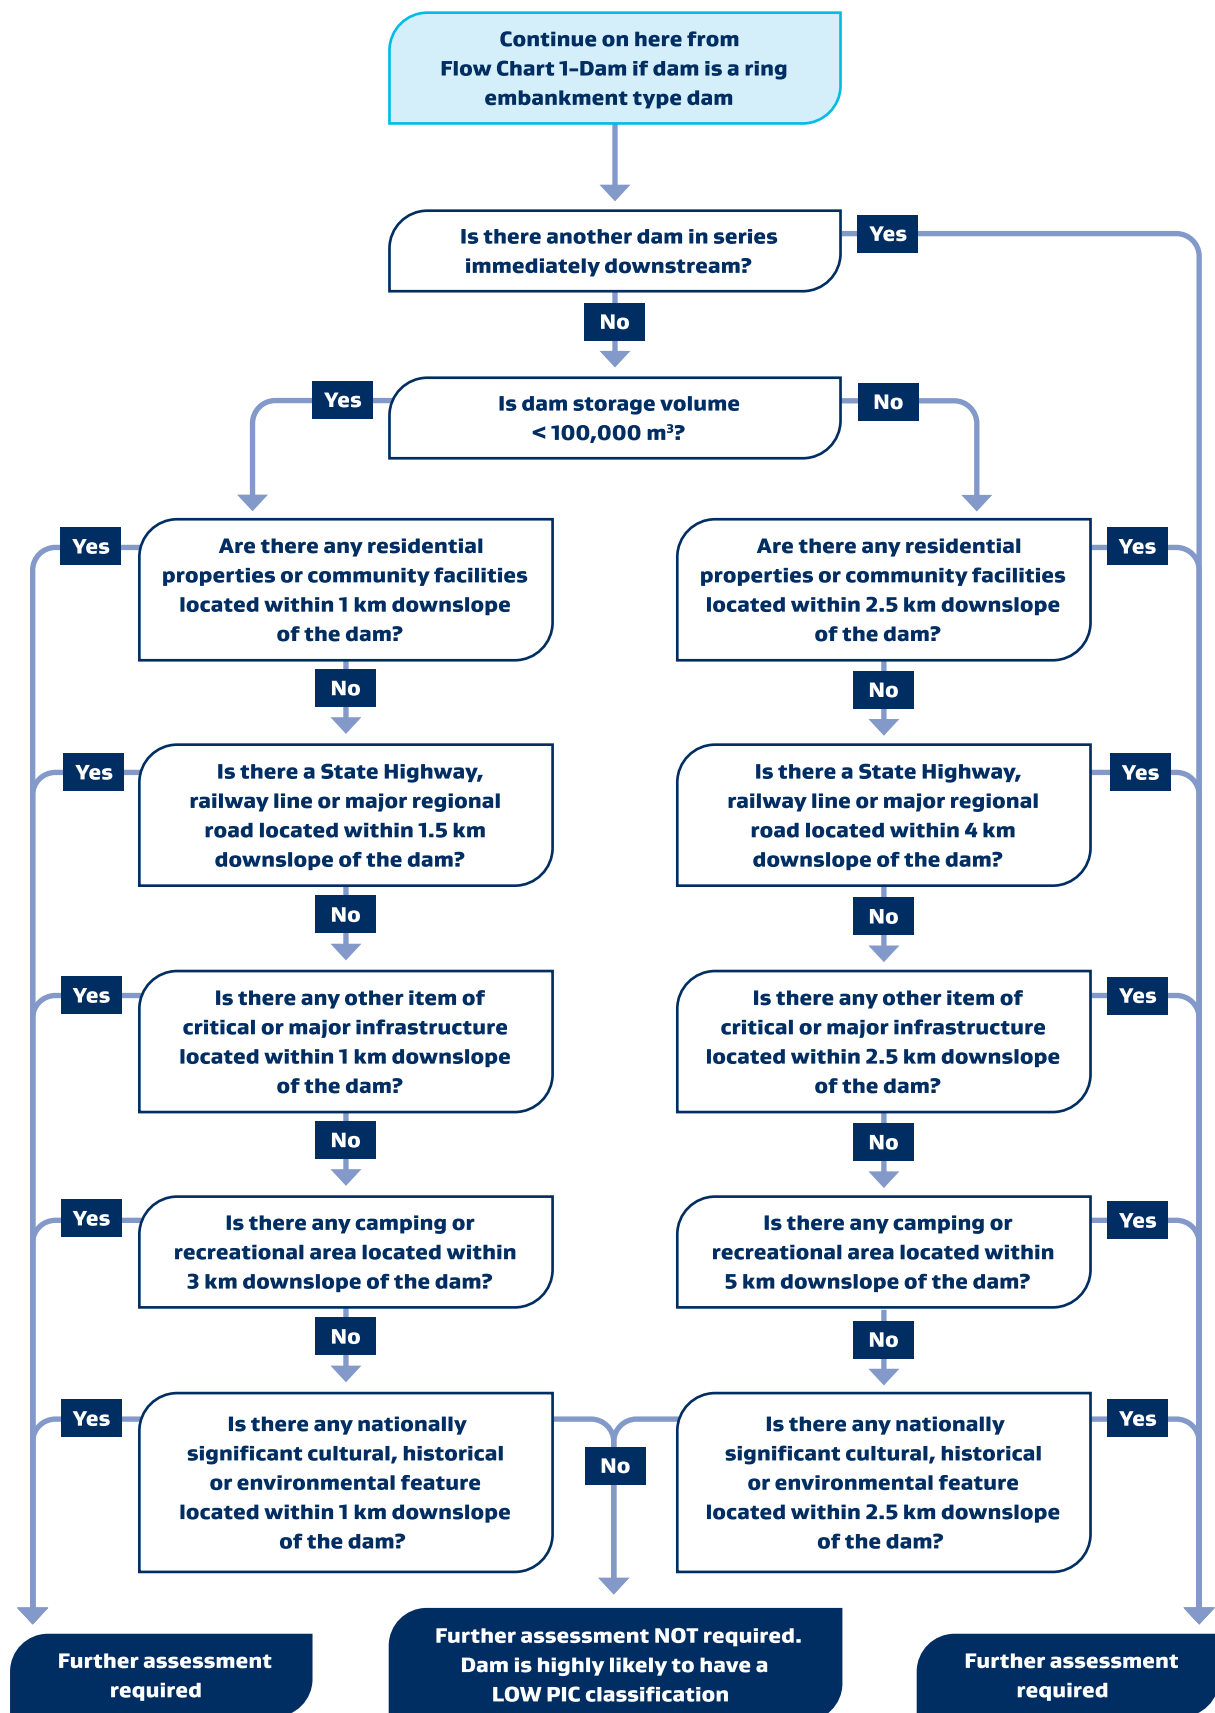 Continue on here from
Flow Chart 1-Dam if dam is a ring
embankment type dam
Is there another dam in series
immediately downstream?
Yes
No
Is dam storage volume
< 100,000 m³?
Yes
No
Are there any residential
properties or community facilities
located within 1 km downslope
of the dam?
Yes
No
Is there a State Highway,
railway line or major regional
road located within 1.5 km
downslope of the dam?
Yes
No
Is there any other item of
critical or major infrastructure
located within 1 km downslope
of the dam?
Yes
No
Is there any camping or
recreational area located within
3 km downslope of the dam?
Yes
No
Is there any nationally
significant cultural, historical
or environmental feature
located within 1 km downslope
of the dam?
Yes
No
Are there any residential
properties or community facilities
located within 2.5 km downslope
of the dam?
Yes
No
Is there a State Highway,
railway line or major regional
road located within 4 km
downslope of the dam?
Yes
No
Is there any other item of
critical or major infrastructure
located within 2.5 km downslope
of the dam?
Yes
No
Is there any camping or
recreational area located within
5 km downslope of the dam?
Yes
No
Is there any nationally
significant cultural, historical
or environmental feature
located within 2.5 km downslope
of the dam?
Yes
Further assessment
required
Further assessment NOT required.
Dam is highly likely to have a
LOW PIC classification
Further assessment
required